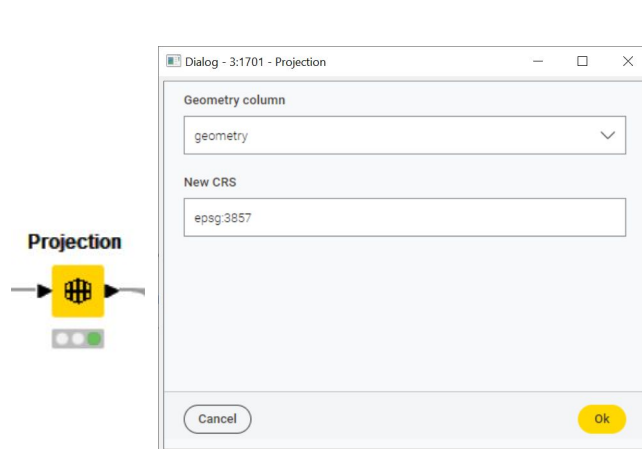 Dialog - 3:1701 - Projection
Geometry column
geometry
New CRS
epsg:3857
Projection
Cancel
Ok